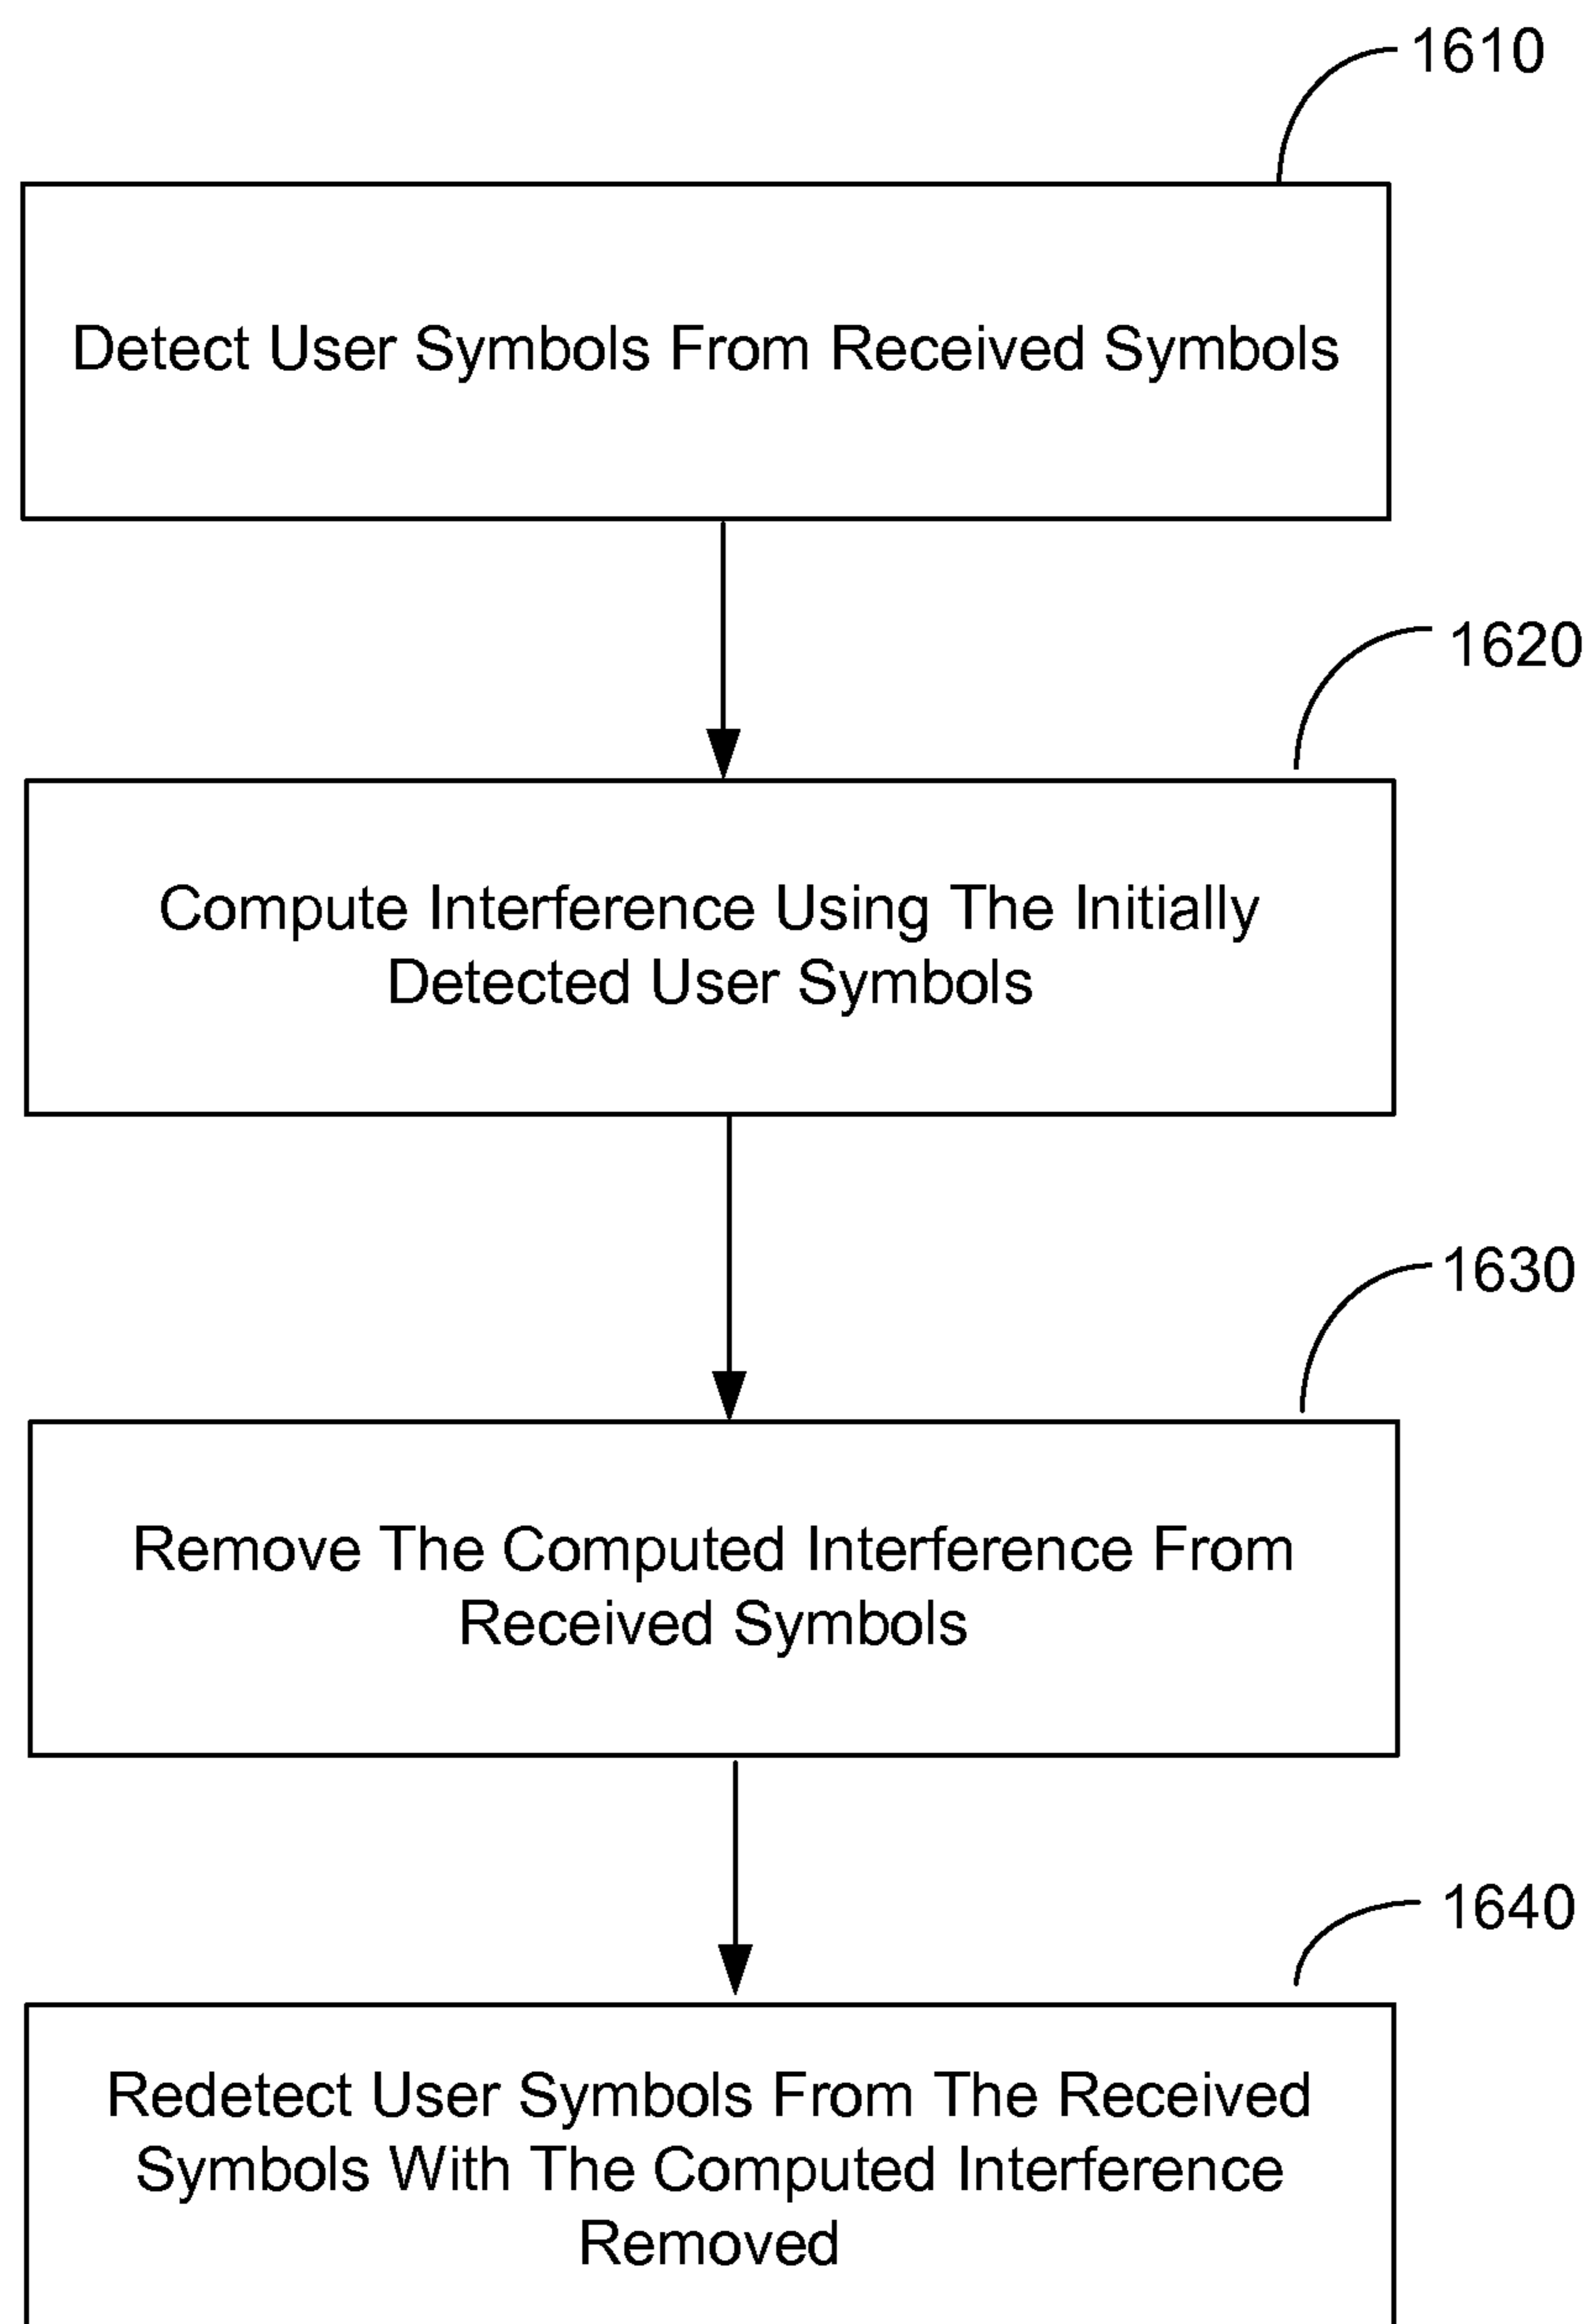 1610
Detect User Symbols From Received Symbols
1620
Compute Interference Using The Initially
Detected User Symbols
1630
Remove The Computed Interference From
Received Symbols
1640
Redetect User Symbols From The Received
Symbols With The Computed Interference
Removed